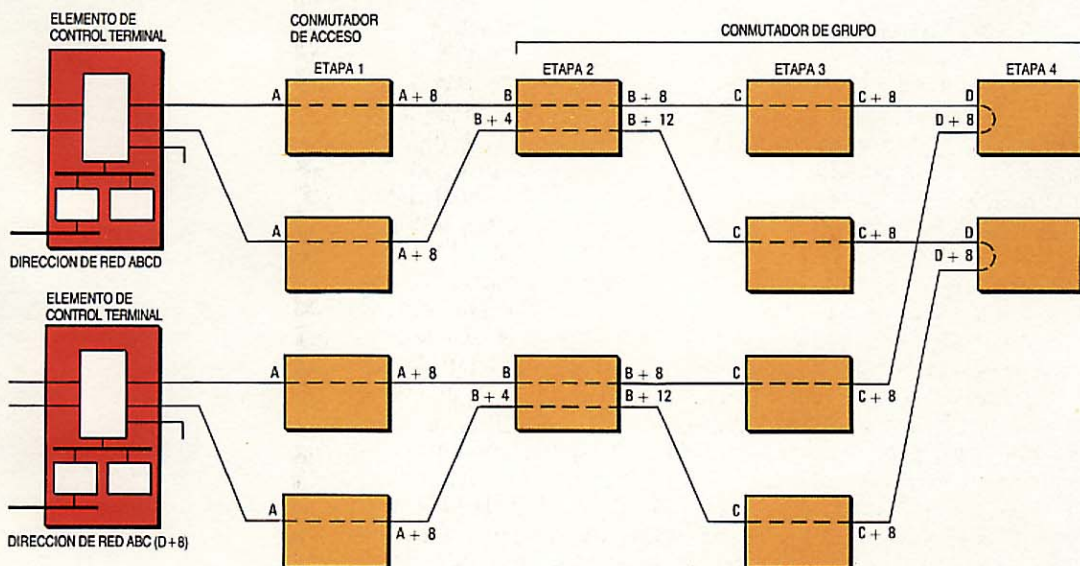 ELEMENTO DE
CONTROL TERMINAL
CONMUTADOR
DE ACCESO
CONMUTADOR DE GRUPO
ETAPA 1
ETAPA 2
ETAPA 3
ETAPA 4
A
A + 8
B
B + 8
C
C + 8
D
B + 4
B + 12
D + 8
A
A + 8
C
C + 8
D
D + 8
DIRECCION DE RED ABCD
ELEMENTO DE
CONTROL TERMINAL
A
A + 8
B
B + 8
C
C + 8
B + 4
B + 12
A
A + 8
C
C + 8
DIRECCION DE RED ABC (D+8)